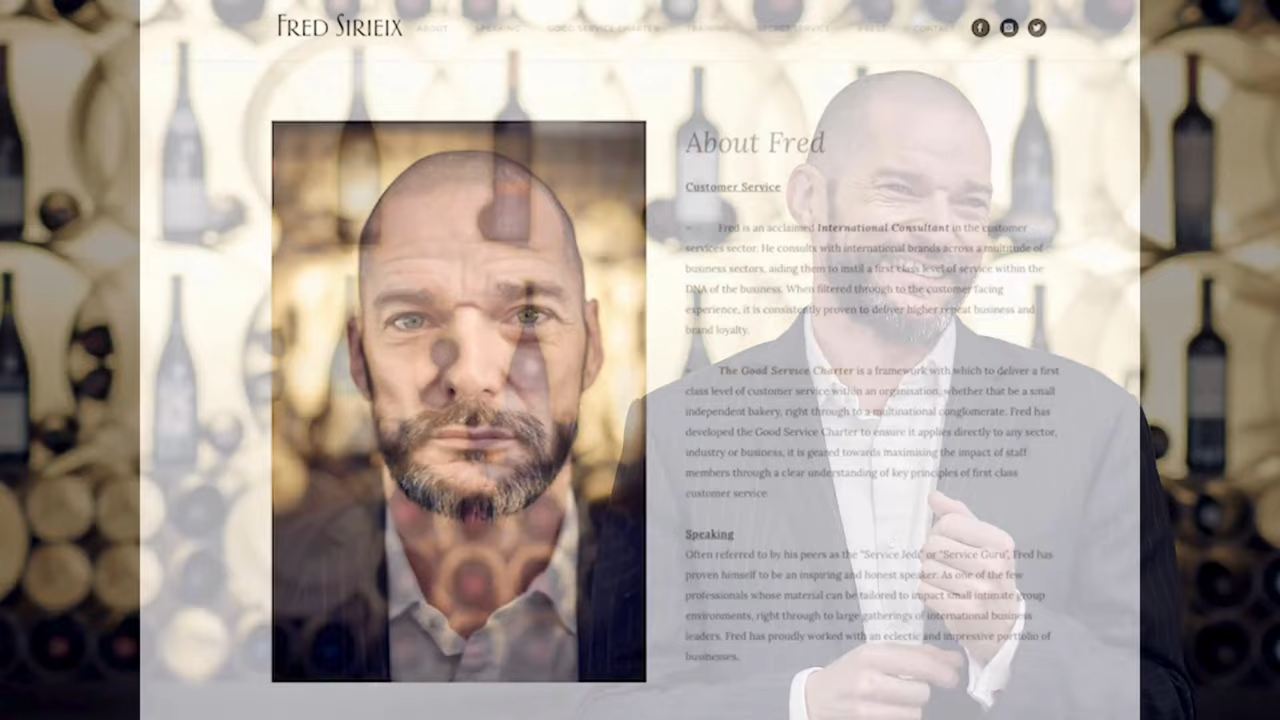 FRED SIRIEIX
ABOUT SPEAKING GOOD SERVICE CHARTER TRAINING SECRET SERVICE PRESS CONTACT
About Fred
Customer Service
Fred is an acclaimed International Consultant in the customer
services sector. He consults with international brands across a multitude of
business sectors, aiding them to instil a first class level of service within the
DNA of the business. When filtered through to the customer facing
experience, it is consistently proven to deliver higher repeat business and
brand loyalty.
The Good Service Charter is a framework with which to deliver a first
class level of customer service within an organisation, whether that be a small
independent bakery, right through to a multinational conglomerate. Fred has
developed the Good Service Charter to ensure it applies directly to any sector,
industry or business, it is geared towards maximising the impact of staff
members through a clear understanding of key principles of first class
customer service.
Speaking
Often referred to by his peers as the "Service Jedi" or "Service Guru", Fred has
proven himself to be an inspiring and honest speaker. As one of the few
professionals whose material can be tailored to impact small intimate group
environments, right through to large gatherings of international business
leaders. Fred has proudly worked with an eclectic and impressive portfolio of
businesses.